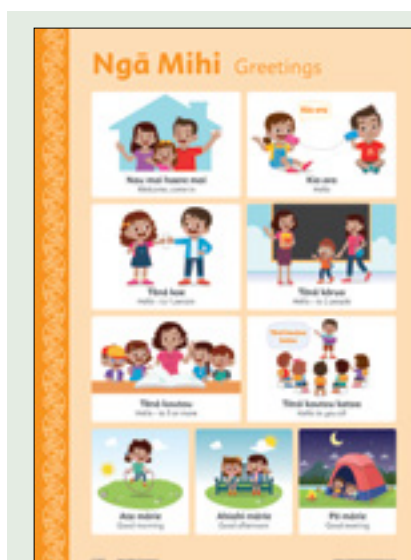 Ngā Mihi Greetings
Nau mai haere mai
Welcome, come in
Kia ora
Kia ora
Hello
Tēnā koe
Hello - to 1 person
Tēnā kōrua
Hello - to 2 people
Tēnā koutou
Hello - to 3 or more
Tēnā koutou katoa
Tēnā koutou katoa
Hello to you all
Ata mārie
Good morning
Ahiahi mārie
Good afternoon
Pō mārie
Good evening